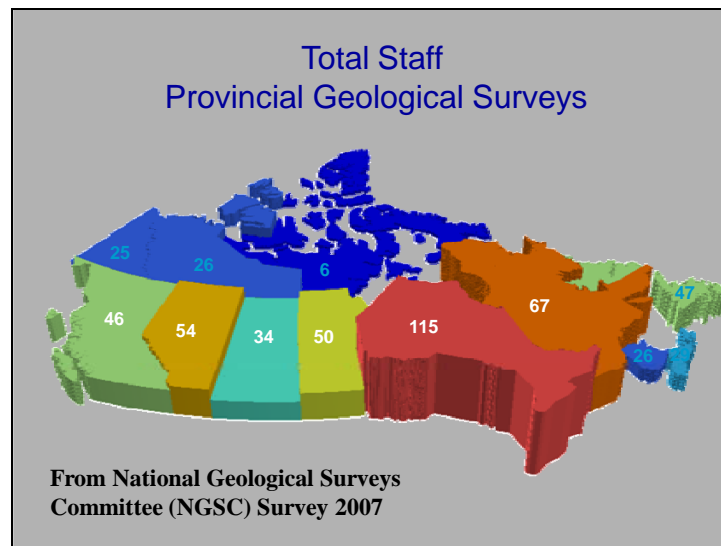 Total Staff
Provincial Geological Surveys
25
26
6
46
54
34
50
115
67
47
26
From National Geological Surveys
Committee (NGSC) Survey 2007